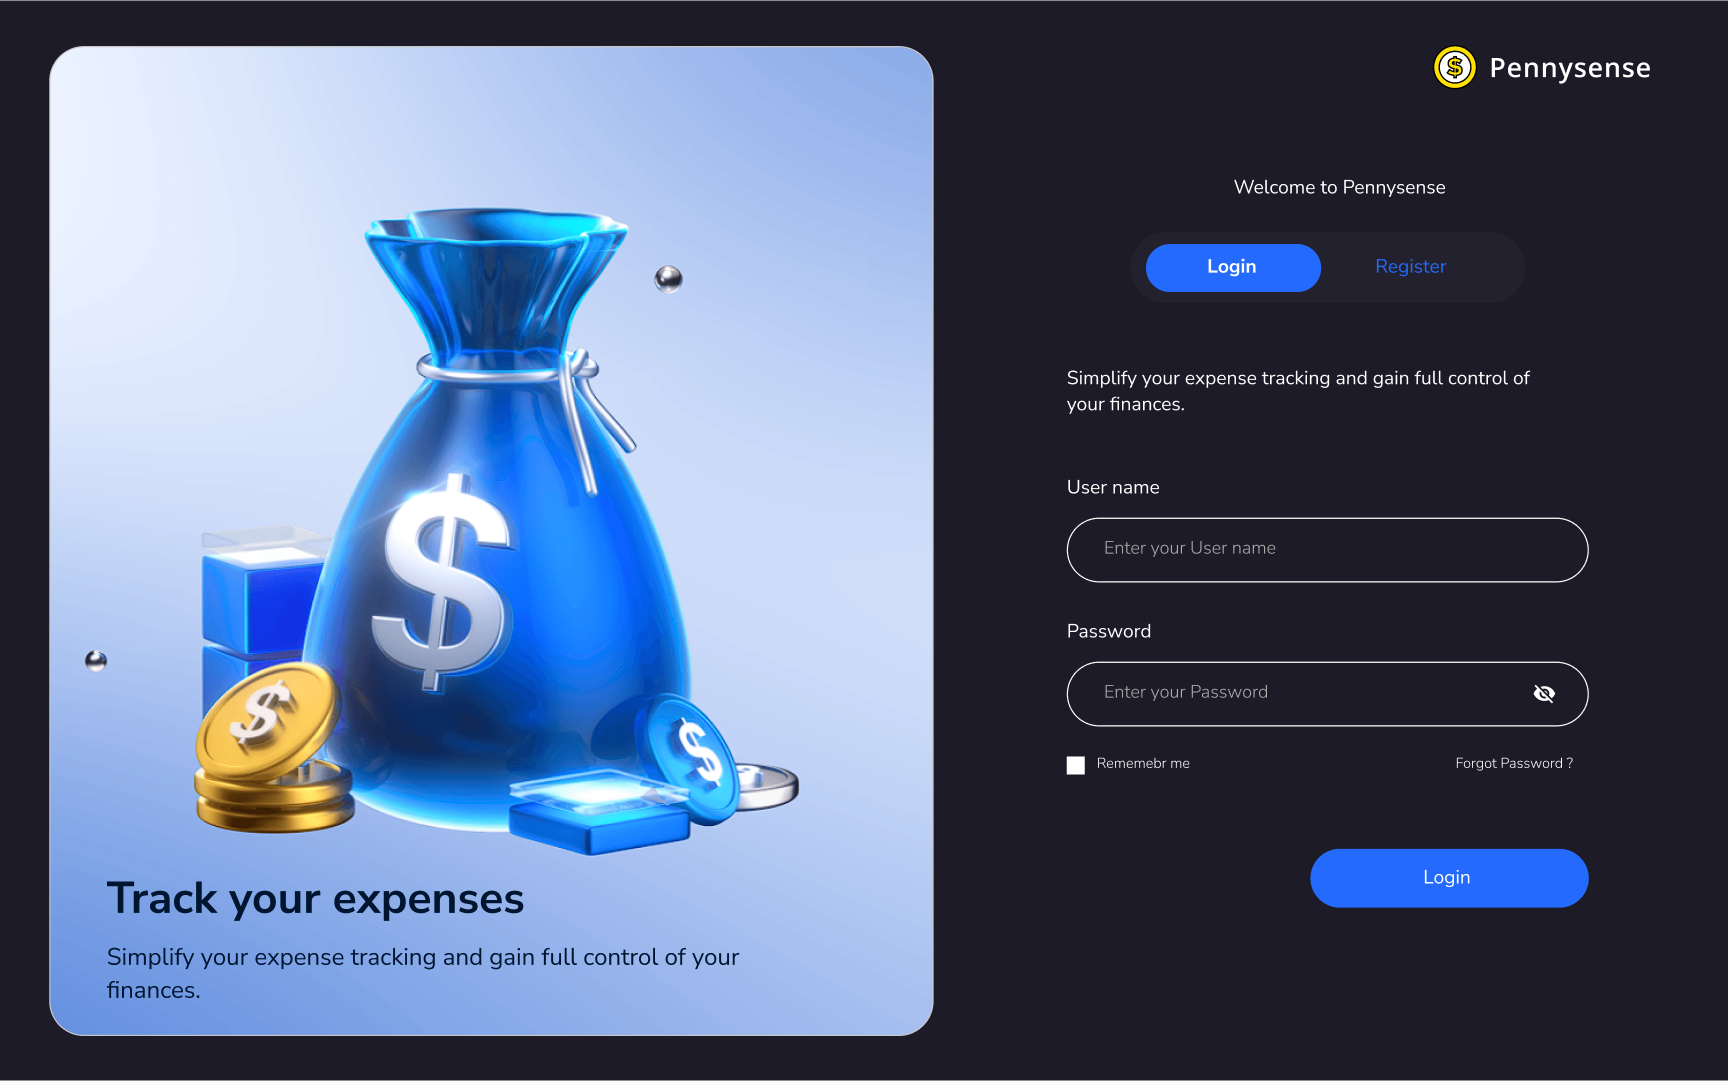 $ Pennysense
Welcome to Pennysense
Login Register
Simplify your expense tracking and gain full control of
your finances.
User name
Enter your User name
Password
Enter your Password
Rememebr me Forgot Password ?
Login
$
$
$
Track your expenses
Simplify your expense tracking and gain full control of your
finances.